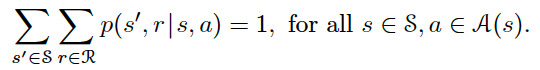 ∑_{s'∈𝒮} ∑_{r∈ℛ} p(s', r|s, a) = 1, for all s ∈ 𝒮, a ∈ 𝒜(s).